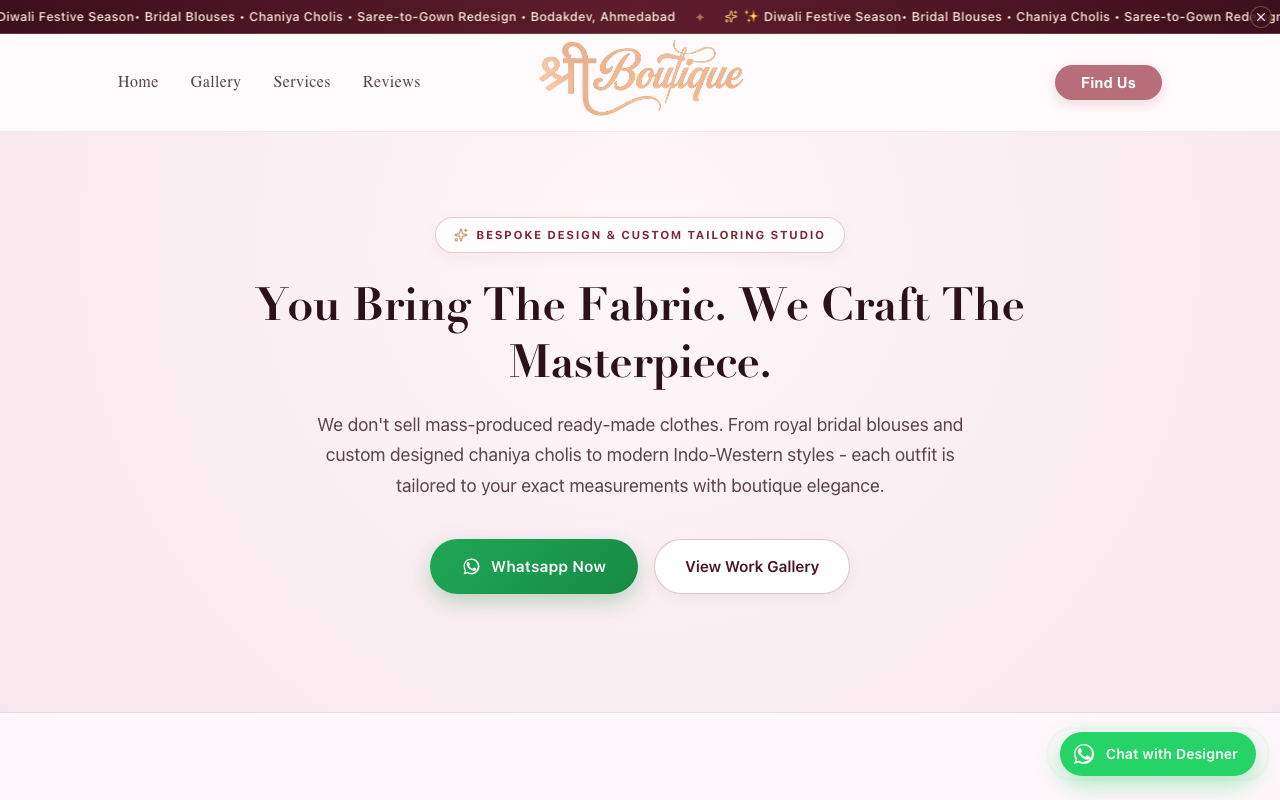 Diwali Festive Season• Bridal Blouses • Chaniya Cholis • Saree-to-Gown Redesign • Bodakdev, Ahmedabad ✦ ✨ Diwali Festive Season• Bridal Blouses • Chaniya Cholis • Saree-to-Gown
Home Gallery Services Reviews
श्री Boutique
Find Us
BESPOKE DESIGN & CUSTOM TAILORING STUDIO
You Bring The Fabric. We Craft The
Masterpiece.
We don't sell mass-produced ready-made clothes. From royal bridal blouses and
custom designed chaniya cholis to modern Indo-Western styles - each outfit is
tailored to your exact measurements with boutique elegance.
Whatsapp Now
View Work Gallery
Chat with Designer